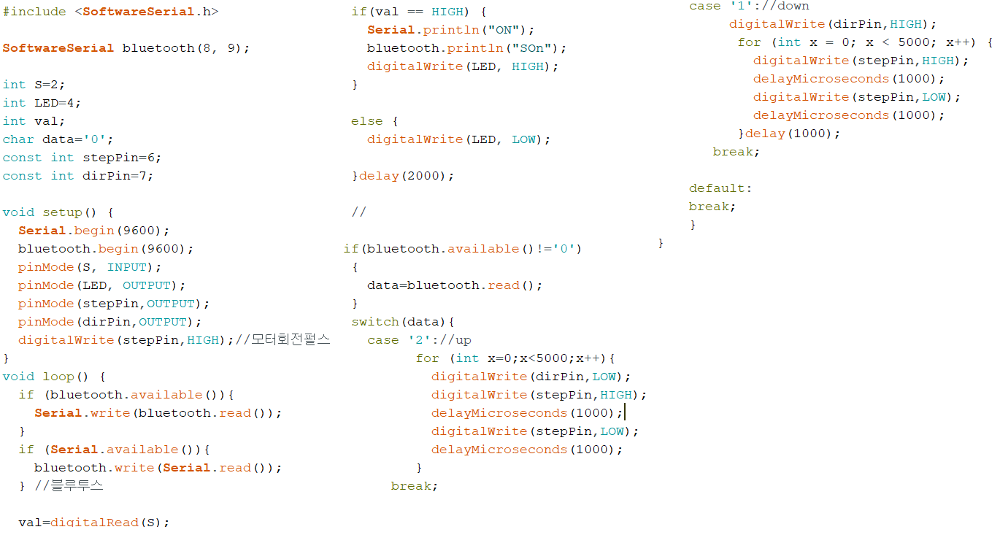 #include <SoftwareSerial.h>
SoftwareSerial bluetooth(8, 9);
int S=2;
int LED=4;
int val;
char data='0';
const int stepPin=6;
const int dirPin=7;
void setup() {
Serial.begin(9600);
bluetooth.begin(9600);
pinMode(S, INPUT);
pinMode(LED, OUTPUT);
pinMode(stepPin,OUTPUT);
pinMode(dirPin,OUTPUT);
digitalWrite(stepPin,HIGH);//모터회전펄스
}
void loop() {
if (bluetooth.available()){
Serial.write(bluetooth.read());
}
if (Serial.available()){
bluetooth.write(Serial.read());
} //블루투스
val=digitalRead(S);
if(val == HIGH) {
Serial.println("ON");
bluetooth.println("SOn");
digitalWrite(LED, HIGH);
}
else {
digitalWrite(LED, LOW);
}delay(2000);
//
if(bluetooth.available()!='0')
{
data=bluetooth.read();
}
switch(data){
case '2'://up
for (int x=0;x<5000;x++){
digitalWrite(dirPin,LOW);
digitalWrite(stepPin,HIGH);
delayMicroseconds(1000);
digitalWrite(stepPin,LOW);
delayMicroseconds(1000);
}
break;
case '1'://down
digitalWrite(dirPin,HIGH);
for (int x = 0; x < 5000; x++) {
digitalWrite(stepPin,HIGH);
delayMicroseconds(1000);
digitalWrite(stepPin,LOW);
delayMicroseconds(1000);
}delay(1000);
break;
default:
break;
}
}